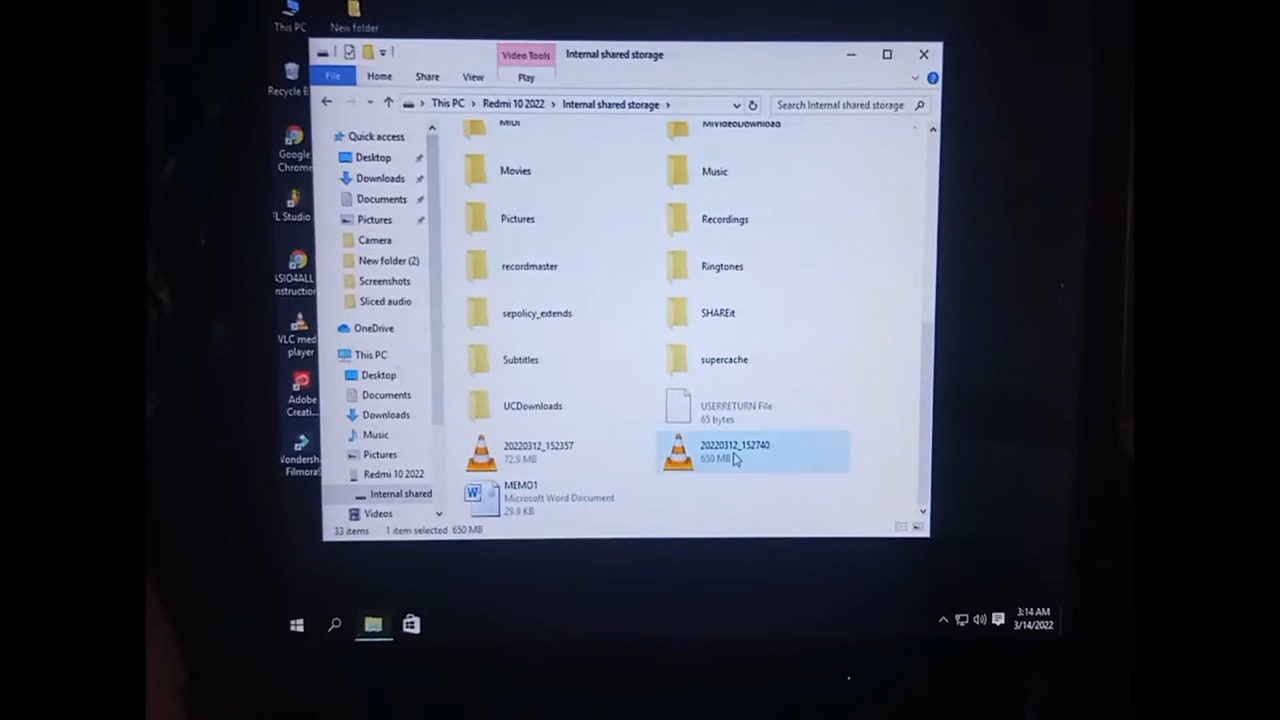 This PC
New folder
Video Tools
Internal shared storage
File
Home
Share
View
Play
This PC
Redmi 10 2022
Internal shared storage
Search Internal shared storage
Recycle B
Google
Chrome
FL Studio
ASIO4ALL
nstruction
VLC med
player
Adobe
Creati...
Wondersh
Filmora
Quick access
Desktop
Downloads
Documents
Pictures
Camera
New folder (2)
Screenshots
Sliced audio
OneDrive
This PC
Desktop
Documents
Downloads
Music
Pictures
Redmi 10 2022
Internal shared
Videos
MIUI
MiVideoDownload
Movies
Music
Pictures
Recordings
recordmaster
Ringtones
sepolicy_extends
SHAREit
Subtitles
supercache
UCDownloads
USERRETURN File
65 bytes
20220312_152357
72.9 MB
20220312_152740
650 MB
MEMO1
Microsoft Word Document
29.9 KB
33 items
1 item selected 650 MB
3:14 AM
3/14/2022